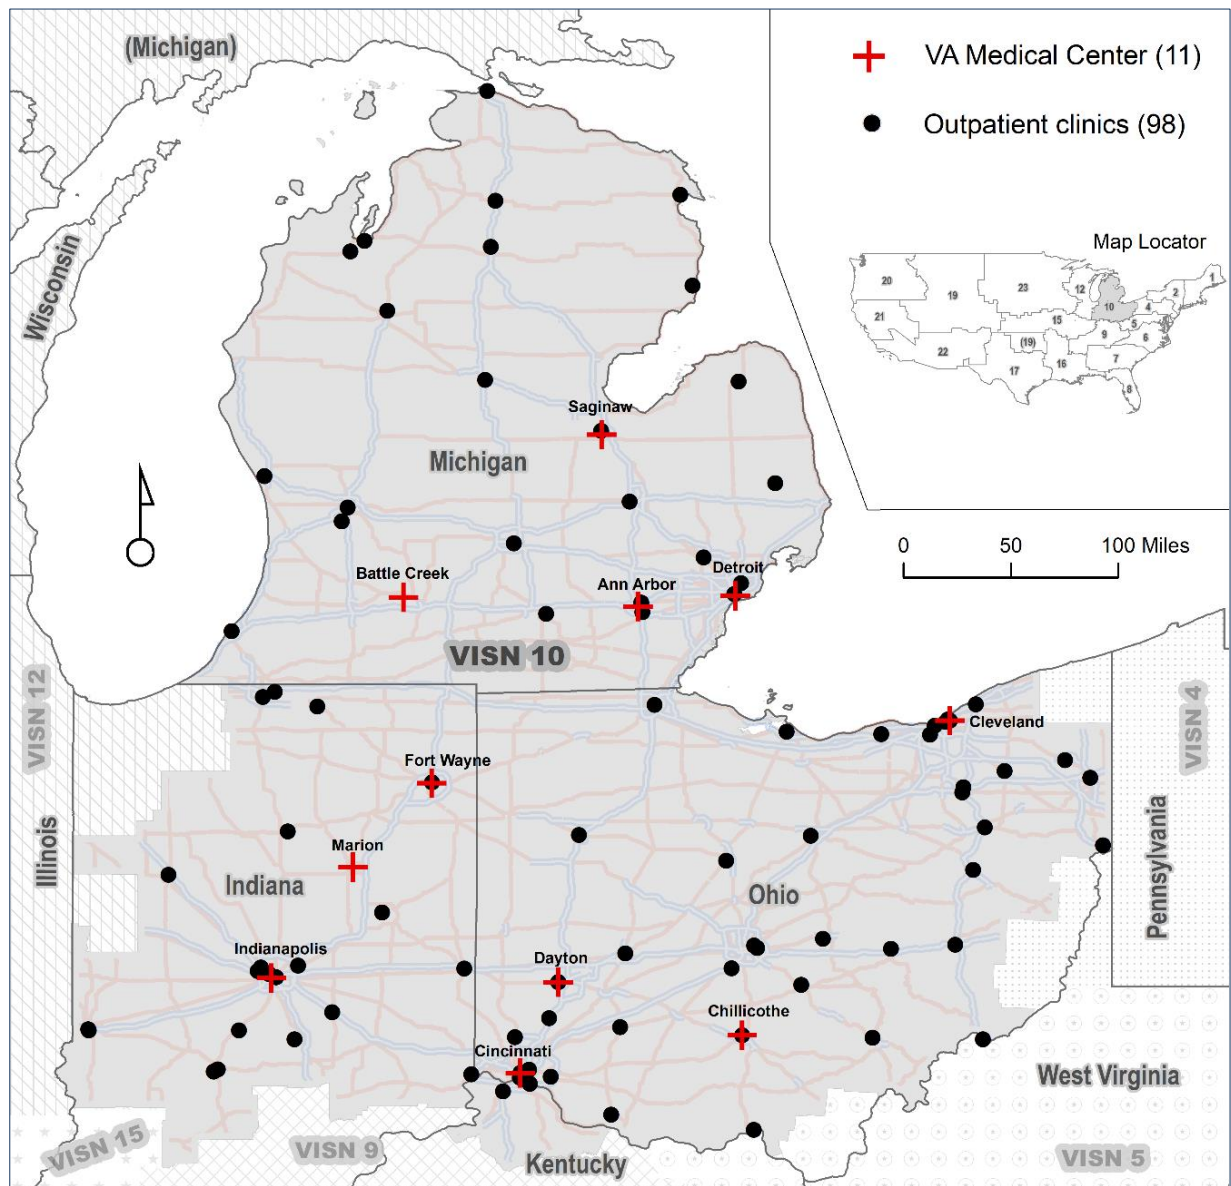 (Michigan)
VA Medical Center (11)
Outpatient clinics (98)
Wisconsin
Map Locator
3
20
21
19
22
23
12
10
15
(19)
17
16
9
5
4
2
1
6
7
8
Saginaw
Michigan
0 50 100 Miles
Battle Creek
Ann Arbor
Detroit
VISN 10
VISN 12
VISN 4
Fort Wayne
Cleveland
Illinois
Marion
Indiana
Ohio
Pennsylvania
Indianapolis
Dayton
Chillicothe
Cincinnati
West Virginia
VISN 15
VISN 9
Kentucky
VISN 5